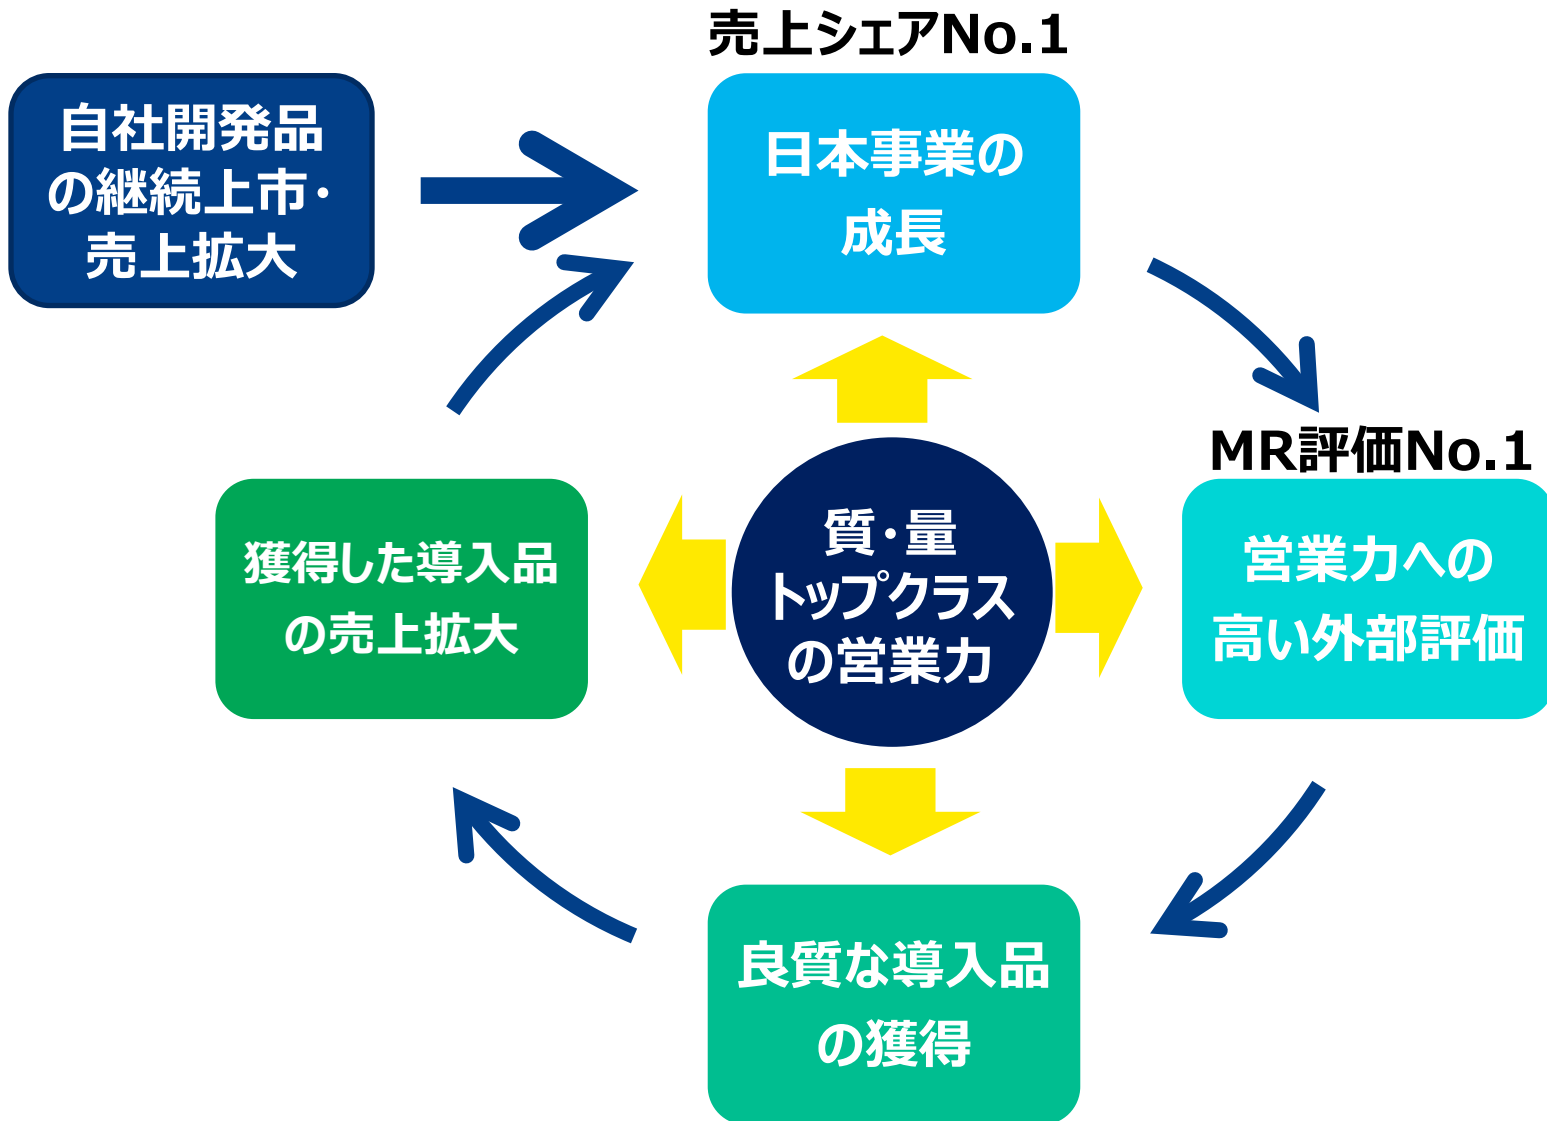 売上シェアNo.1
自社開発品
の継続上市・
売上拡大
日本事業の
成長
MR評価No.1
営業力への
高い外部評価
質・量
トップクラス
の営業力
獲得した導入品
の売上拡大
良質な導入品
の獲得